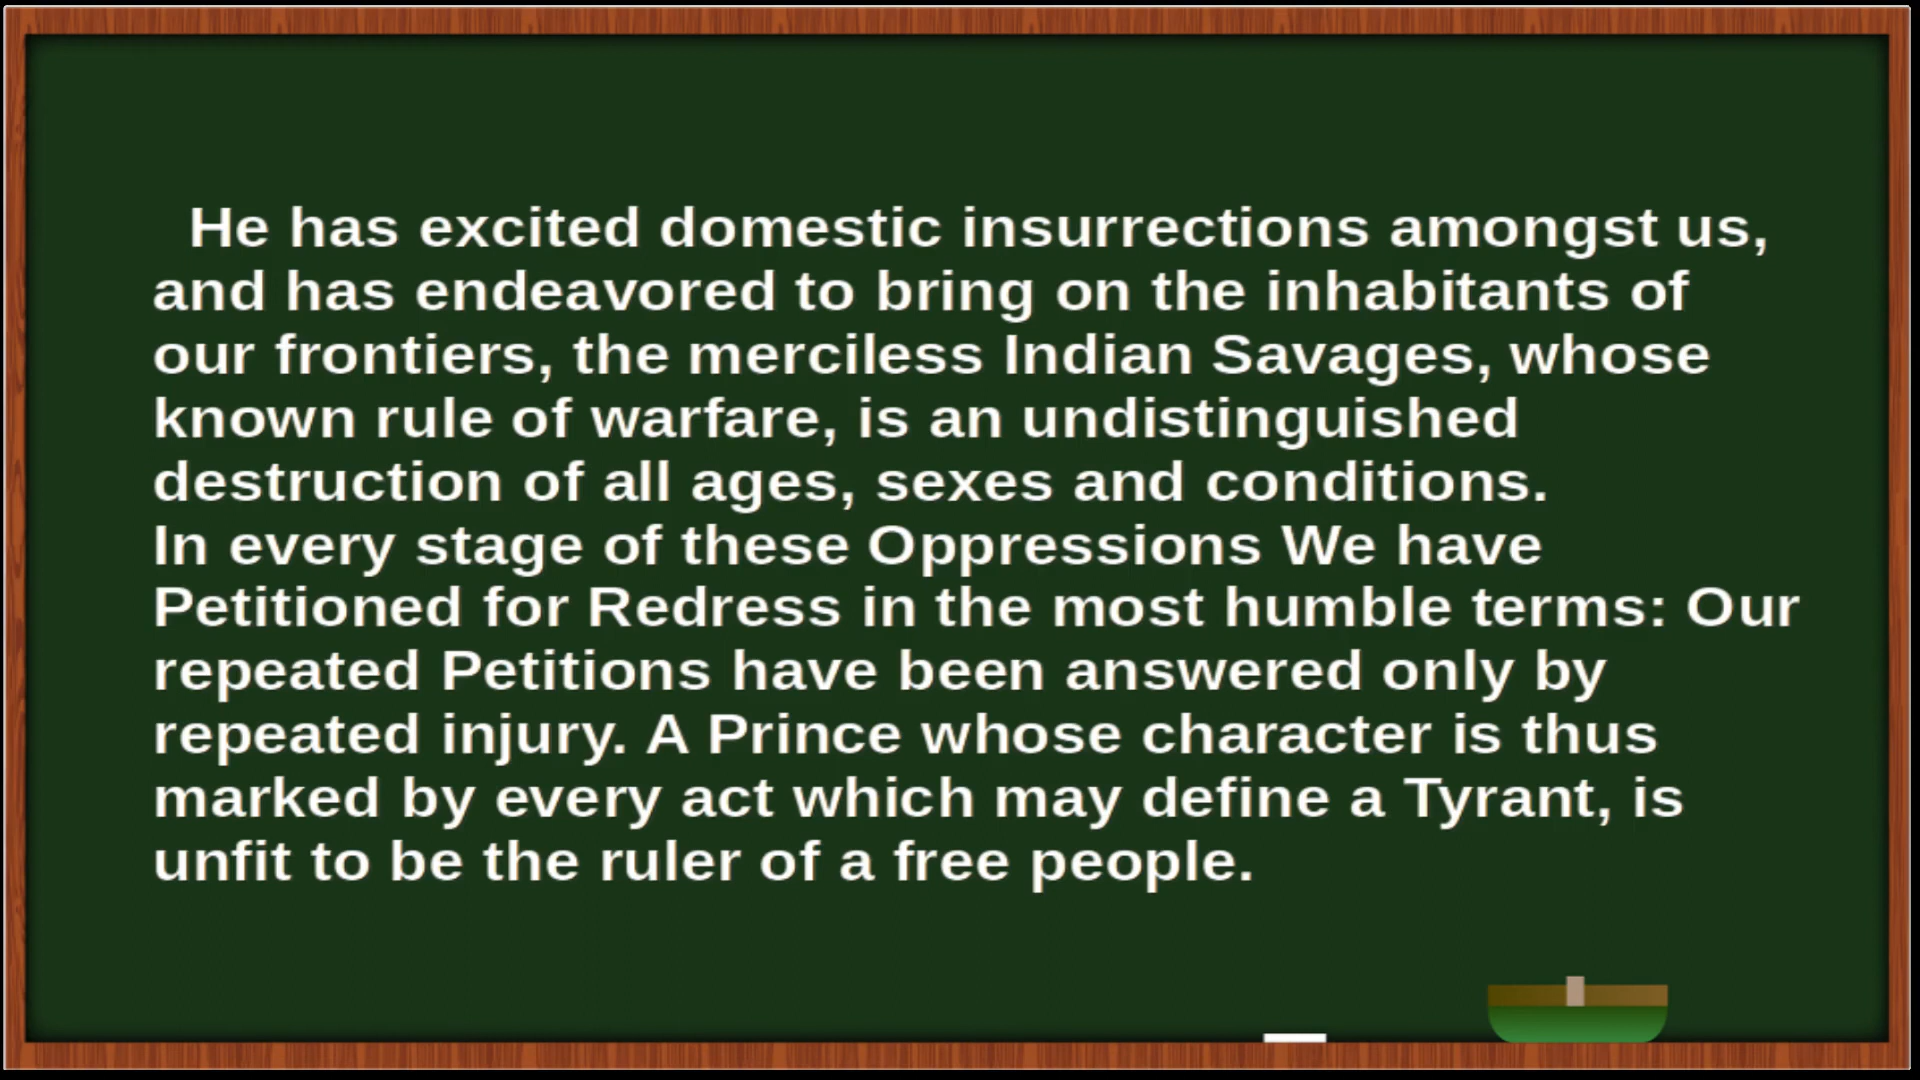 He has excited domestic insurrections amongst us,
and has endeavored to bring on the inhabitants of
our frontiers, the merciless Indian Savages, whose
known rule of warfare, is an undistinguished
destruction of all ages, sexes and conditions.
In every stage of these Oppressions We have
Petitioned for Redress in the most humble terms: Our
repeated Petitions have been answered only by
repeated injury. A Prince whose character is thus
marked by every act which may define a Tyrant, is
unfit to be the ruler of a free people.